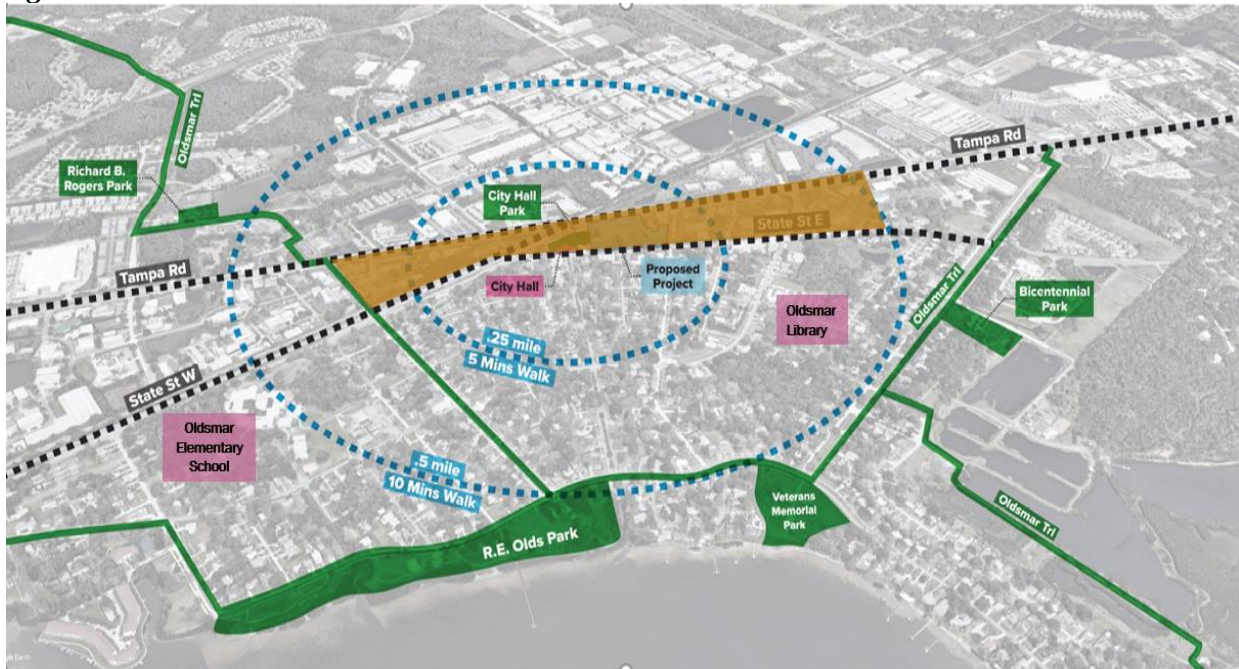 Oldsmar Trl
Tampa Rd
Richard B.
Rogers Park
City Hall
Park
State St E
Tampa Rd
City Hall
Proposed
Project
Oldsmar Trl
Bicentennial
Park
Oldsmar
Library
.25 mile
5 Mins Walk
State St W
Oldsmar
Elementary
School
.5 mile
10 Mins Walk
Veterans
Memorial
Park
R.E. Olds Park
Oldsmar Trl